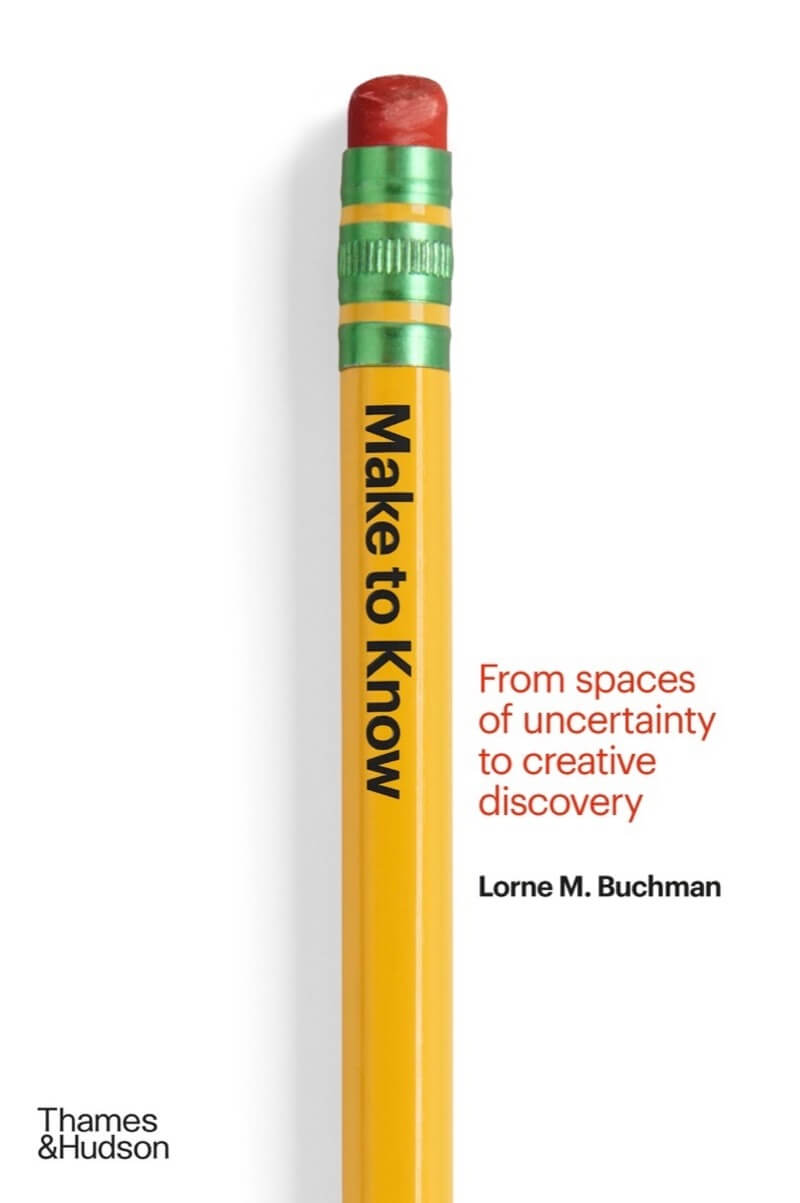 Make to Know
From spaces
of uncertainty
to creative
discovery
Lorne M. Buchman
Thames
&Hudson